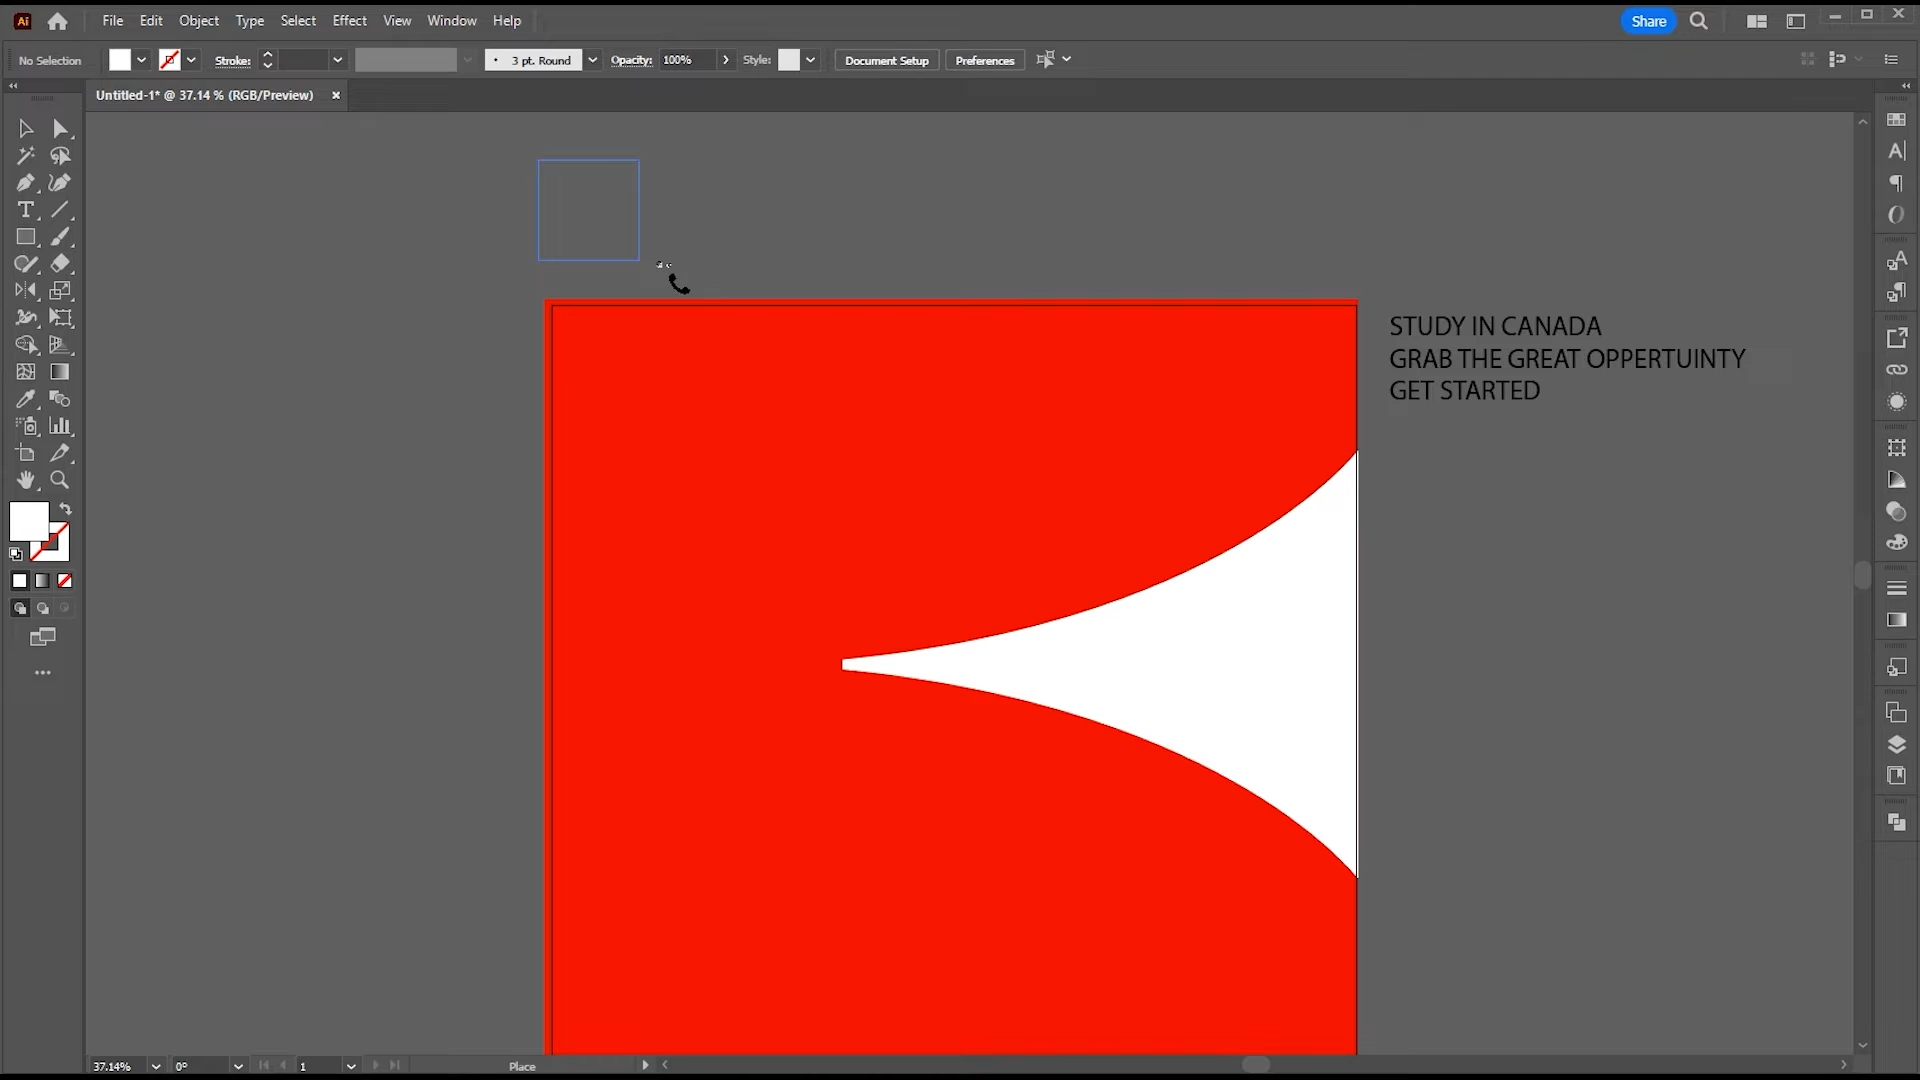 Ai File Edit Object Type Select Effect View Window Help Share
No Selection Stroke: 3 pt. Round Opacity: 100% Style: Document Setup Preferences
Untitled-1* @ 37.14 % (RGB/Preview)
STUDY IN CANADA
GRAB THE GREAT OPPERTUINTY
GET STARTED
37.14% 0° 1 Place